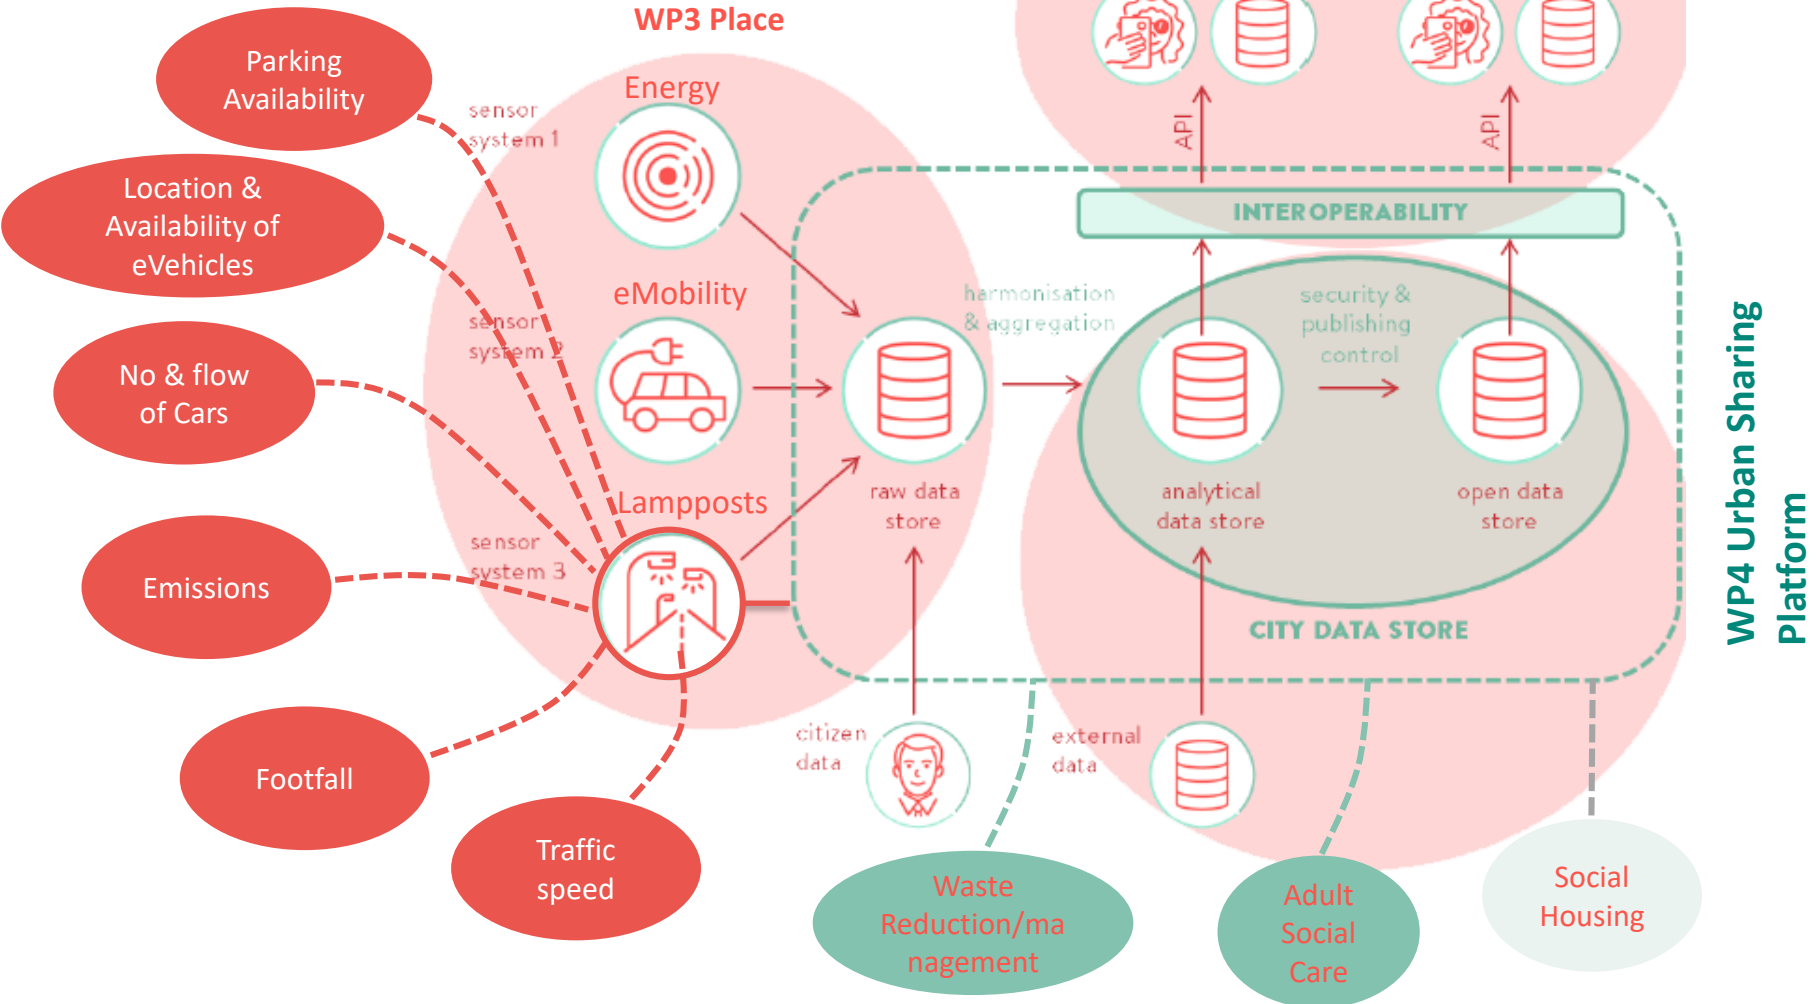 WP3 Place
Parking
Availability
Location &
Availability of
eVehicles
No & flow
of Cars
Emissions
Footfall
Traffic
speed
Energy
sensor
system 1
eMobility
sensor
system 2
Lampposts
sensor
system 3
raw data
store
harmonisation
& aggregation
API
API
INTEROPERABILITY
security &
publishing
control
analytical
data store
open data
store
CITY DATA STORE
citizen
data
external
data
Waste
Reduction/ma
nagement
Adult
Social
Care
Social
Housing
WP4 Urban Sharing
Platform